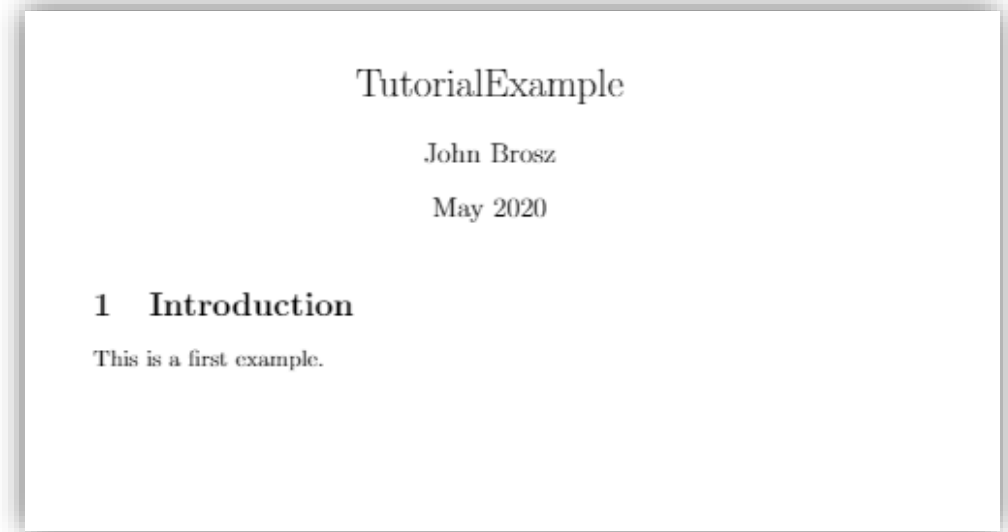 TutorialExample
John Brosz
May 2020
1 Introduction
This is a first example.